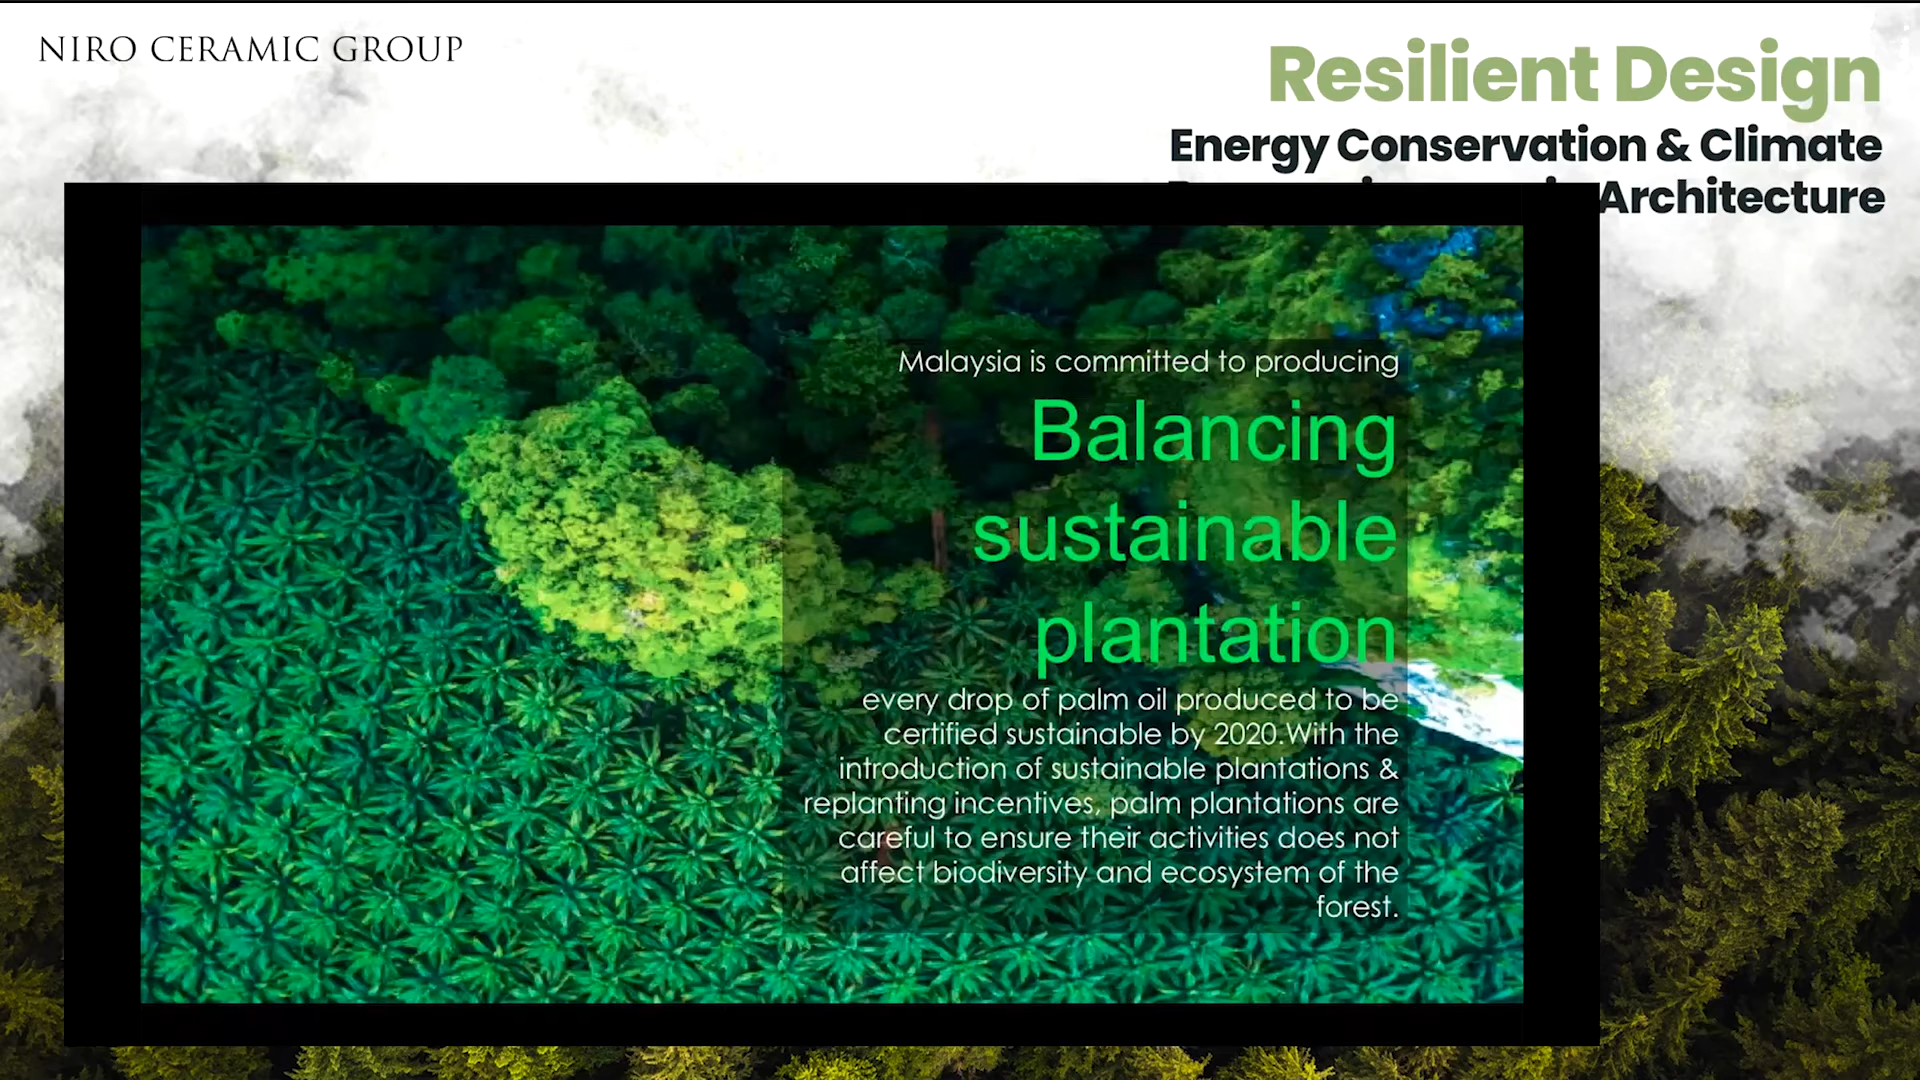 NIRO CERAMIC GROUP
Resilient Design
Energy Conservation & Climate
Architecture
Malaysia is committed to producing
Balancing
sustainable
plantation
every drop of palm oil produced to be
certified sustainable by 2020.With the
introduction of sustainable plantations &
replanting incentives, palm plantations are
careful to ensure their activities does not
affect biodiversity and ecosystem of the
forest.